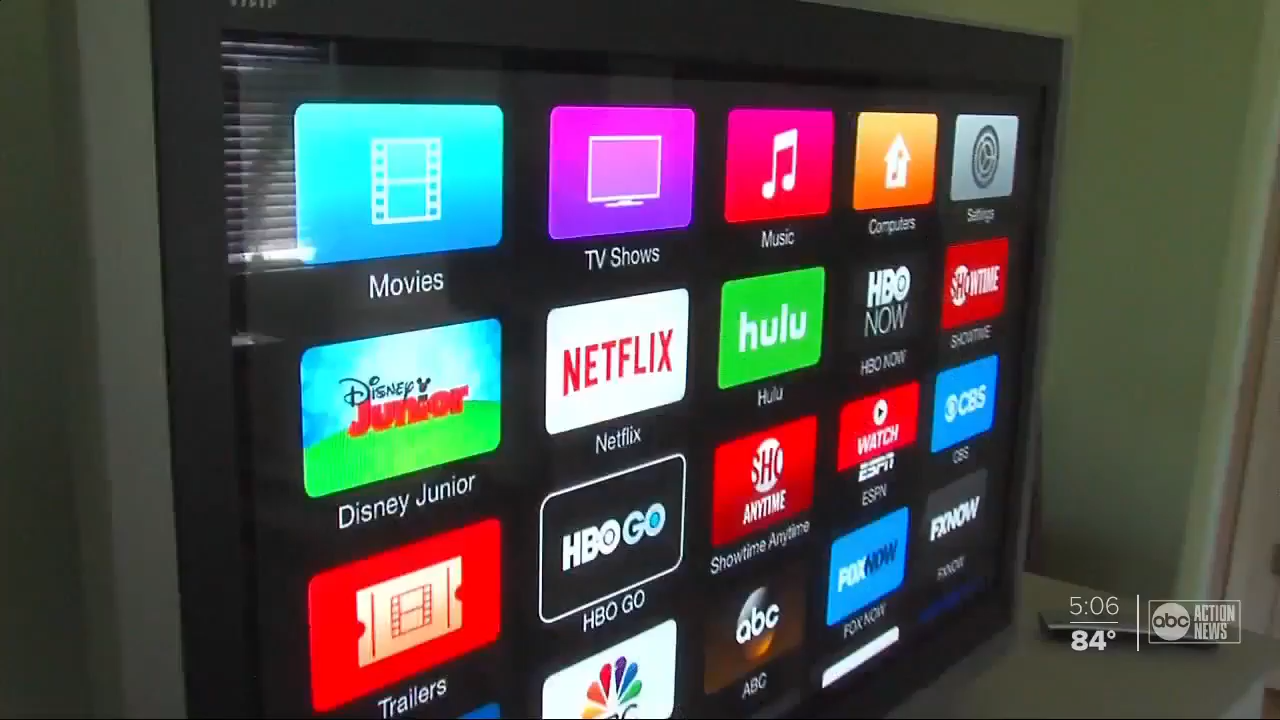 Movies
TV Shows
Music
Computers
Settings
DISNEY
Junior
Disney Junior
NETFLIX
Netflix
hulu
Hulu
HBO
NOW
HBO NOW
SHOWTIME
SHOWTIME
Trailers
HBO GO
HBO GO
SHO
ANYTIME
Showtime Anytime
WATCH
ESPN
ESPN
CBS
CBS
abc
ABC
FOXNOW
FOX NOW
FXNOW
FXNOW
5:06
84°
abc
ACTION
NEWS